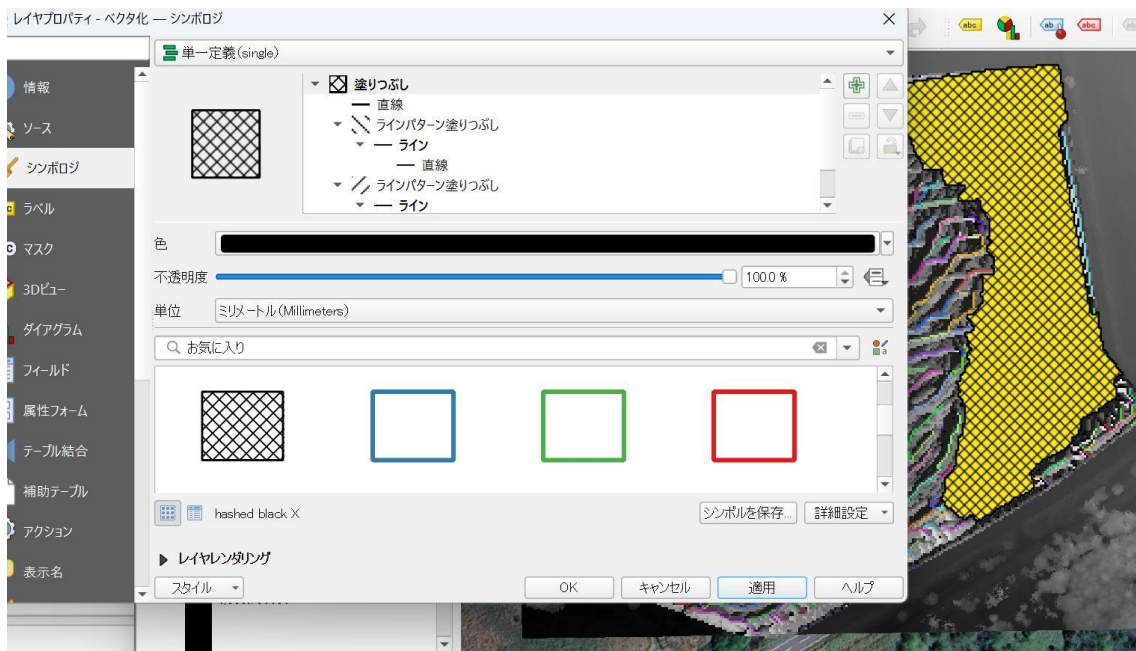 レイヤプロパティ - ベクタ化 — シンボロジ
単一定義(single)
情報
ソース
シンボロジ
ラベル
マスク
3Dビュー
ダイアグラム
フィールド
属性フォーム
テーブル結合
補助テーブル
アクション
表示名
塗りつぶし
直線
ラインパターン塗りつぶし
ライン
直線
ラインパターン塗りつぶし
ライン
色
不透明度
100.0 %
単位
ミリメートル(Millimeters)
お気に入り
hashed black X
シンボルを保存...
詳細設定
レイヤレンダリング
スタイル
OK
キャンセル
適用
ヘルプ
abc
ab
abc